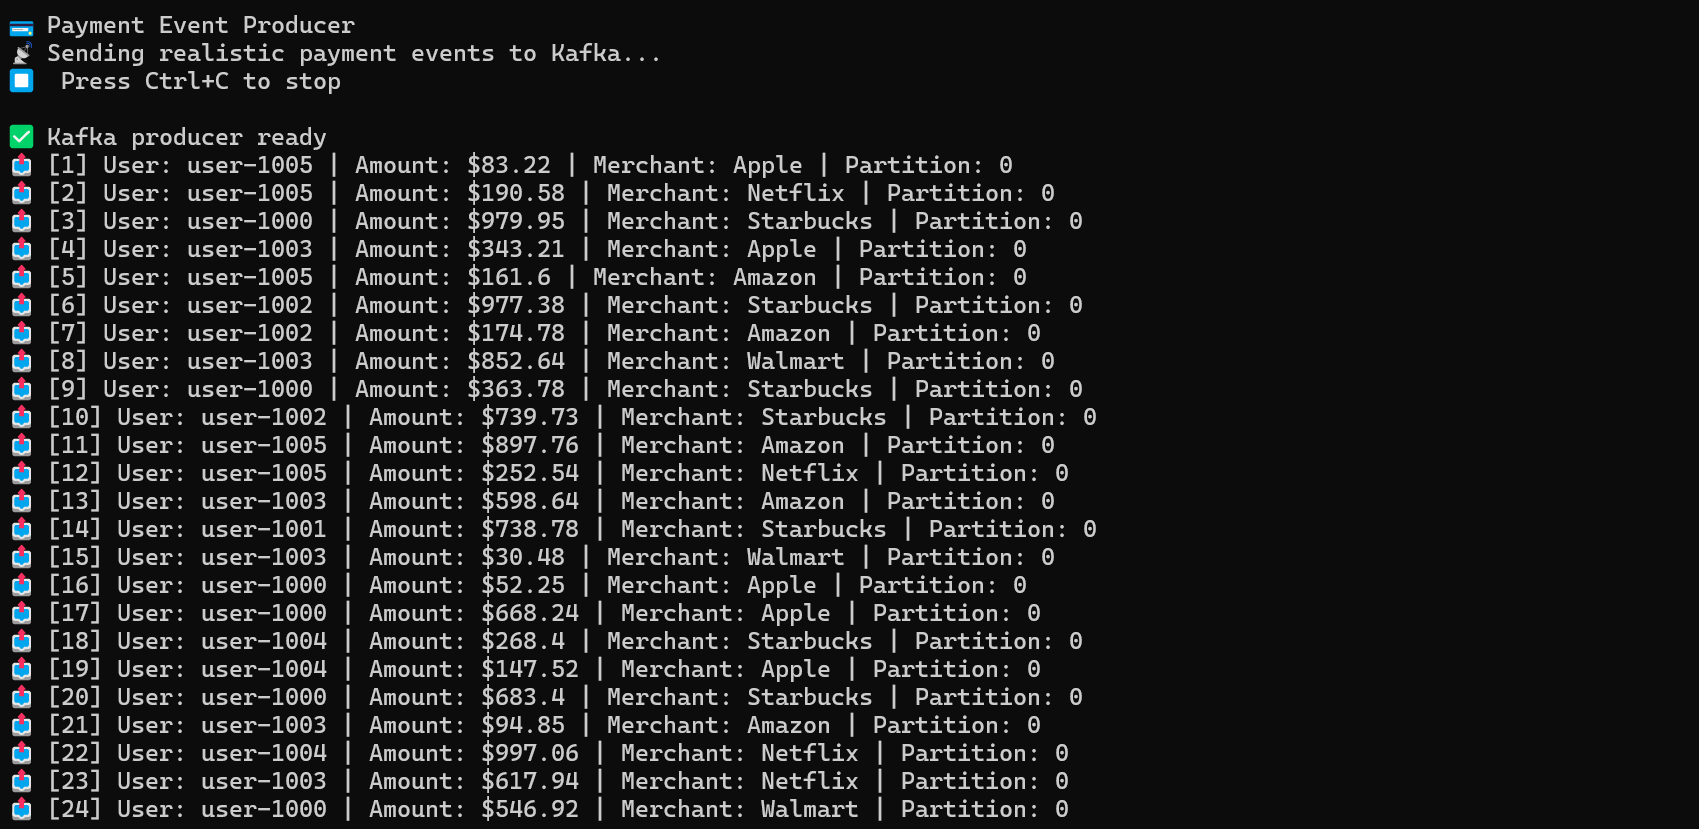 Payment Event Producer
Sending realistic payment events to Kafka...
Press Ctrl+C to stop
Kafka producer ready
[1] User: user-1005 | Amount: $83.22 | Merchant: Apple | Partition: 0
[2] User: user-1005 | Amount: $190.58 | Merchant: Netflix | Partition: 0
[3] User: user-1000 | Amount: $979.95 | Merchant: Starbucks | Partition: 0
[4] User: user-1003 | Amount: $343.21 | Merchant: Apple | Partition: 0
[5] User: user-1005 | Amount: $161.6 | Merchant: Amazon | Partition: 0
[6] User: user-1002 | Amount: $977.38 | Merchant: Starbucks | Partition: 0
[7] User: user-1002 | Amount: $174.78 | Merchant: Amazon | Partition: 0
[8] User: user-1003 | Amount: $852.64 | Merchant: Walmart | Partition: 0
[9] User: user-1000 | Amount: $363.78 | Merchant: Starbucks | Partition: 0
[10] User: user-1002 | Amount: $739.73 | Merchant: Starbucks | Partition: 0
[11] User: user-1005 | Amount: $897.76 | Merchant: Amazon | Partition: 0
[12] User: user-1005 | Amount: $252.54 | Merchant: Netflix | Partition: 0
[13] User: user-1003 | Amount: $598.64 | Merchant: Amazon | Partition: 0
[14] User: user-1001 | Amount: $738.78 | Merchant: Starbucks | Partition: 0
[15] User: user-1003 | Amount: $30.48 | Merchant: Walmart | Partition: 0
[16] User: user-1000 | Amount: $52.25 | Merchant: Apple | Partition: 0
[17] User: user-1000 | Amount: $668.24 | Merchant: Apple | Partition: 0
[18] User: user-1004 | Amount: $268.4 | Merchant: Starbucks | Partition: 0
[19] User: user-1004 | Amount: $147.52 | Merchant: Apple | Partition: 0
[20] User: user-1000 | Amount: $683.4 | Merchant: Starbucks | Partition: 0
[21] User: user-1003 | Amount: $94.85 | Merchant: Amazon | Partition: 0
[22] User: user-1004 | Amount: $997.06 | Merchant: Netflix | Partition: 0
[23] User: user-1003 | Amount: $617.94 | Merchant: Netflix | Partition: 0
[24] User: user-1000 | Amount: $546.92 | Merchant: Walmart | Partition: 0